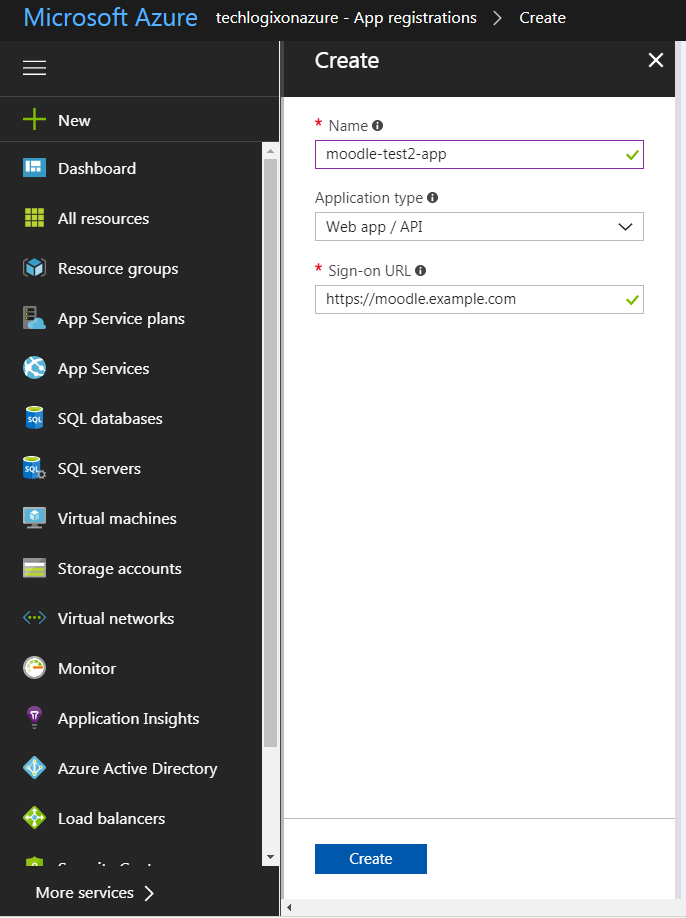 Microsoft Azure techlogixonazure - App registrations > Create
Create
New
Dashboard
All resources
Resource groups
App Service plans
App Services
SQL databases
SQL servers
Virtual machines
Storage accounts
Virtual networks
Monitor
Application Insights
Azure Active Directory
Load balancers
More services >
* Name
moodle-test2-app
Application type
Web app / API
* Sign-on URL
https://moodle.example.com
Create